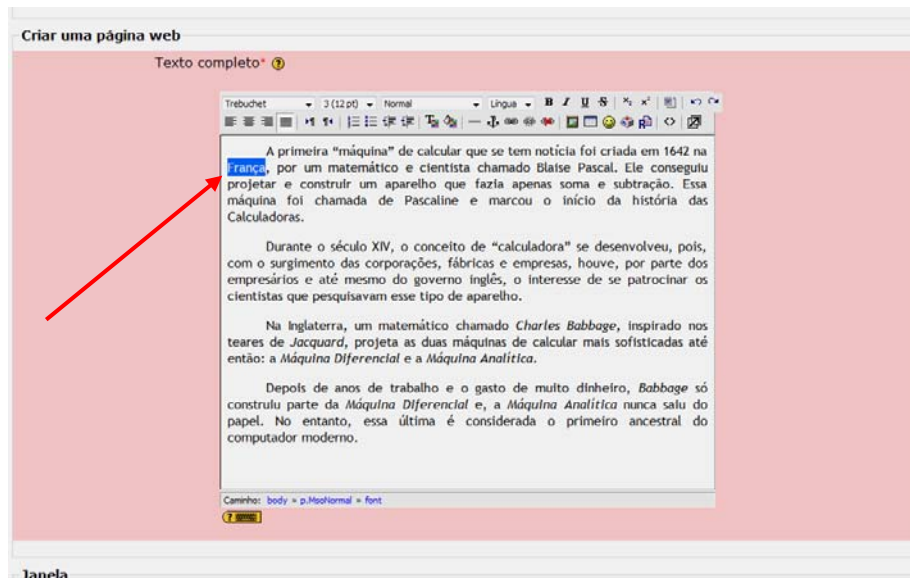 Criar uma página web
Texto completo* ?
Trebuchet 3 (12 pt) Normal Língua B I U S x₂ x²
A primeira “máquina” de calcular que se tem notícia foi criada em 1642 na
França, por um matemático e cientista chamado Blaise Pascal. Ele conseguiu
projetar e construir um aparelho que fazia apenas soma e subtração. Essa
máquina foi chamada de Pascaline e marcou o início da história das
Calculadoras.
Durante o século XIV, o conceito de “calculadora” se desenvolveu, pois,
com o surgimento das corporações, fábricas e empresas, houve, por parte dos
empresários e até mesmo do governo inglês, o interesse de se patrocinar os
cientistas que pesquisavam esse tipo de aparelho.
Na Inglaterra, um matemático chamado Charles Babbage, inspirado nos
teares de Jacquard, projeta as duas máquinas de calcular mais sofisticadas até
então: a Máquina Diferencial e a Máquina Analítica.
Depois de anos de trabalho e o gasto de muito dinheiro, Babbage só
construiu parte da Máquina Diferencial e, a Máquina Analítica nunca saiu do
papel. No entanto, essa última é considerada o primeiro ancestral do
computador moderno.
Caminho: body » p.MsoNormal » font
?
Janela